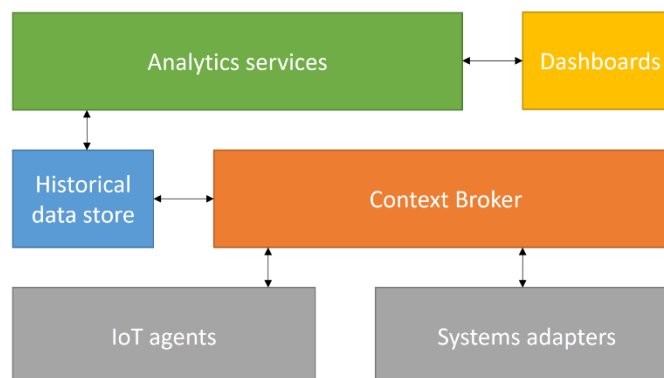 Analytics services
Dashboards
Historical
data store
Context Broker
IoT agents
Systems adapters